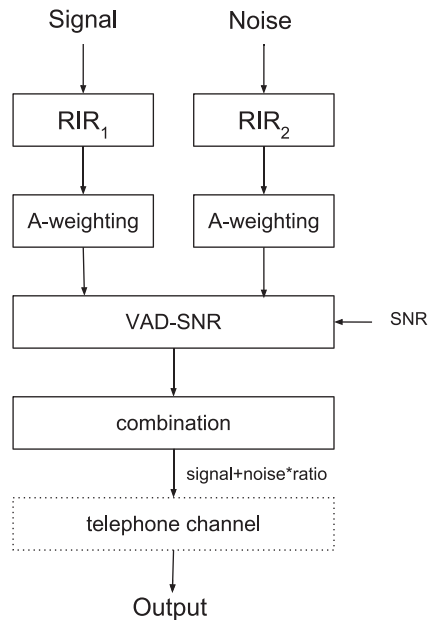 Signal
Noise
RIR₁
RIR₂
A-weighting
A-weighting
VAD-SNR
SNR
combination
signal+noise*ratio
telephone channel
Output